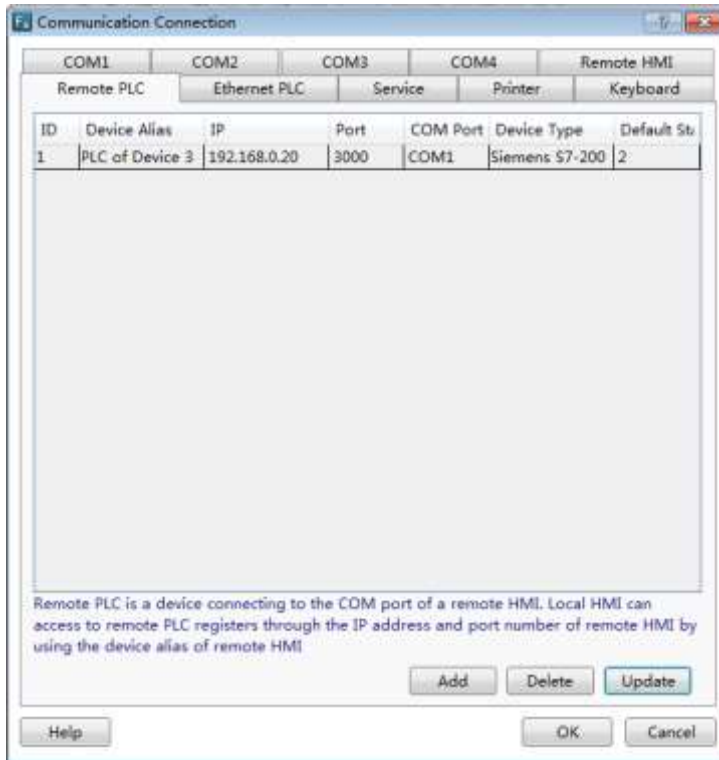 Communication Connection
COM1 COM2 COM3 COM4 Remote HMI
Remote PLC Ethernet PLC Service Printer Keyboard
ID Device Alias IP Port COM Port Device Type Default Sta
1 PLC of Device 3 192.168.0.20 3000 COM1 Siemens S7-200 2
Remote PLC is a device connecting to the COM port of a remote HMI. Local HMI can
access to remote PLC registers through the IP address and port number of remote HMI by
using the device alias of remote HMI
Add Delete Update
Help OK Cancel